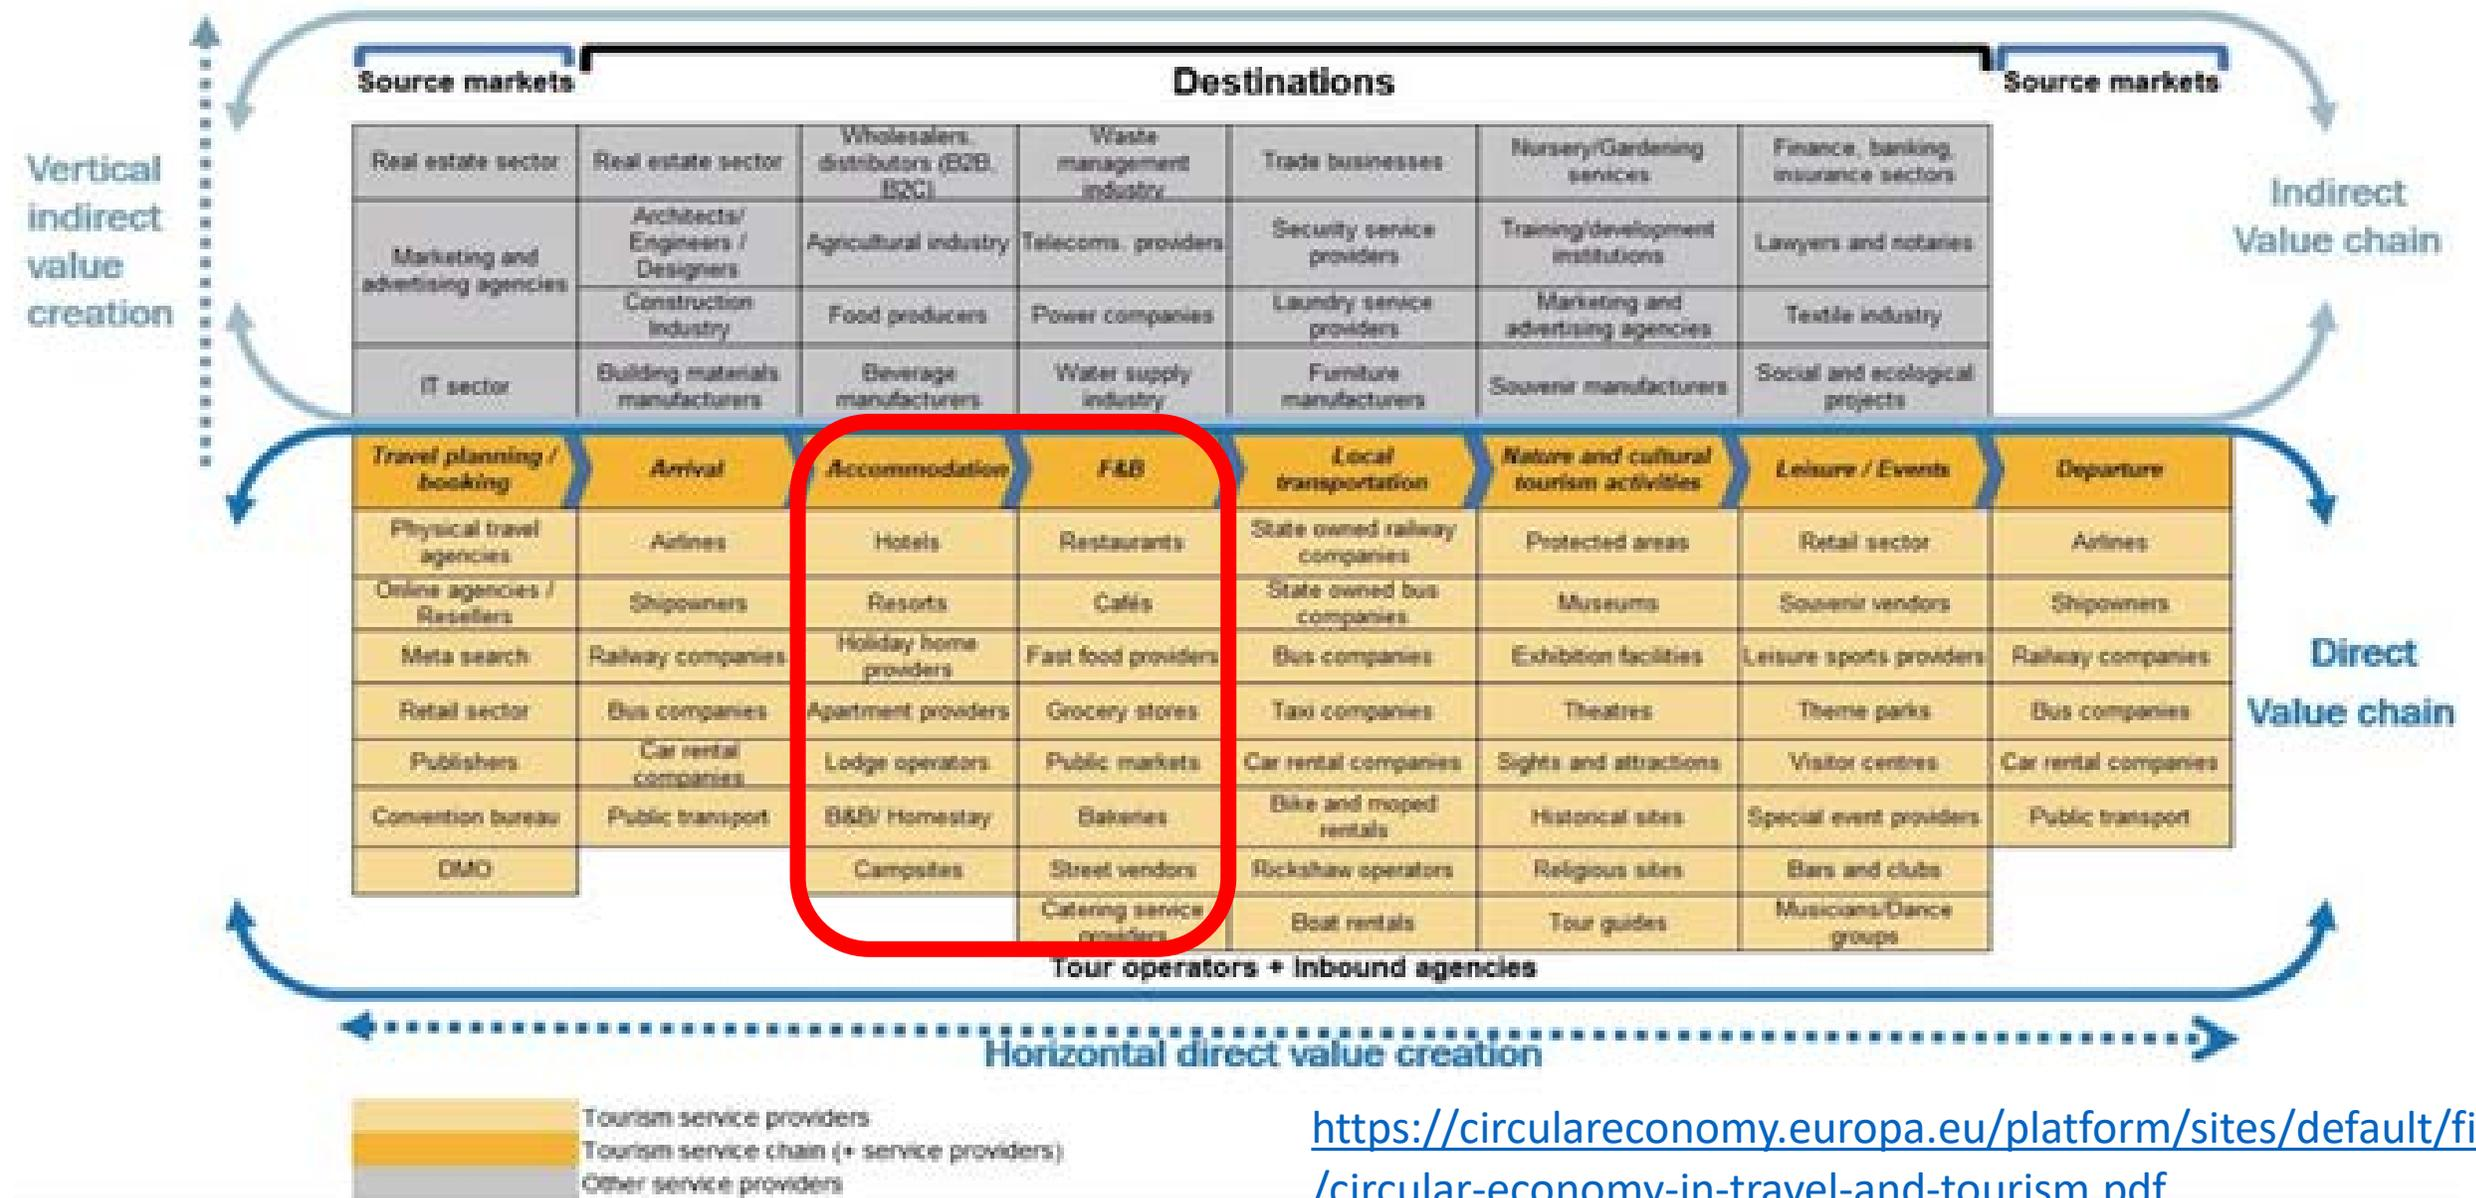 Source markets
Destinations
Source markets
Vertical
indirect
value
creation
Indirect
Value chain
Real estate sector
Real estate sector
Wholesalers,
distributors (B2B,
B2C)
Waste
management
industry
Trade businesses
Nursery/Gardening
services
Finance, banking,
insurance sectors
Marketing and
advertising agencies
Architects/
Engineers /
Designers
Agricultural industry
Telecoms. providers
Security service
providers
Training/development
institutions
Lawyers and notaries
Construction
Industry
Food producers
Power companies
Laundry service
providers
Marketing and
advertising agencies
Textile industry
IT sector
Building materials
manufacturers
Beverage
manufacturers
Water supply
industry
Furniture
manufacturers
Souvenir manufacturers
Social and ecological
projects
Travel planning /
booking
Arrival
Accommodation
F&B
Local
transportation
Nature and cultural
tourism activities
Leisure / Events
Departure
Physical travel
agencies
Airlines
Hotels
Restaurants
State owned railway
companies
Protected areas
Retail sector
Airlines
Online agencies /
Resellers
Shipowners
Resorts
Cafés
State owned bus
companies
Museums
Souvenir vendors
Shipowners
Meta search
Railway companies
Holiday home
providers
Fast food providers
Bus companies
Exhibition facilities
Leisure sports providers
Railway companies
Direct
Value chain
Retail sector
Bus companies
Apartment providers
Grocery stores
Taxi companies
Theatres
Theme parks
Bus companies
Publishers
Car rental
companies
Lodge operators
Public markets
Car rental companies
Sights and attractions
Visitor centres
Car rental companies
Convention bureau
Public transport
B&B/ Homestay
Bakeries
Bike and moped
rentals
Historical sites
Special event providers
Public transport
DMO
Campsites
Street vendors
Rickshaw operators
Religious sites
Bars and clubs
Catering service
providers
Boat rentals
Tour guides
Musicians/Dance
groups
Tour operators + Inbound agencies
Horizontal direct value creation
Tourism service providers
Tourism service chain (+ service providers)
Other service providers
https://circulareconomy.europa.eu/platform/sites/default/fi
/circular-economy-in-travel-and-tourism.pdf